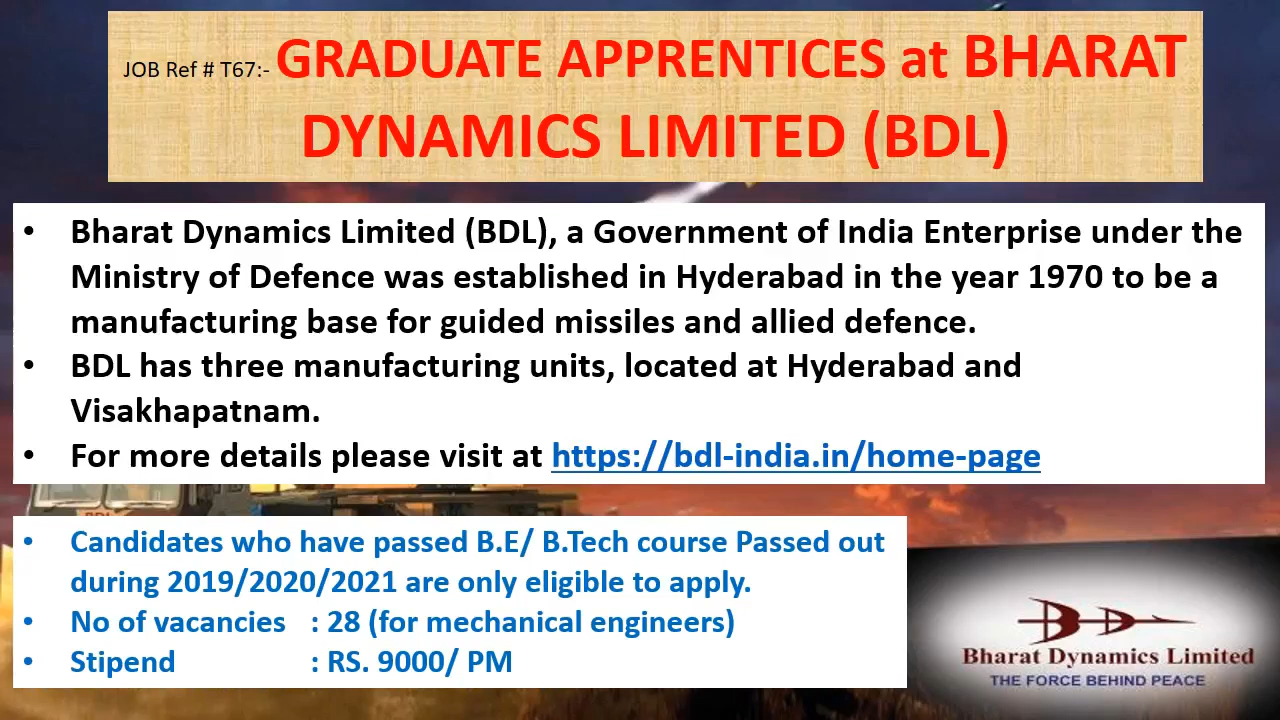 JOB Ref # T67:- GRADUATE APPRENTICES at BHARAT
DYNAMICS LIMITED (BDL)
• Bharat Dynamics Limited (BDL), a Government of India Enterprise under the
Ministry of Defence was established in Hyderabad in the year 1970 to be a
manufacturing base for guided missiles and allied defence.
• BDL has three manufacturing units, located at Hyderabad and
Visakhapatnam.
• For more details please visit at https://bdl-india.in/home-page
• Candidates who have passed B.E/ B.Tech course Passed out
during 2019/2020/2021 are only eligible to apply.
• No of vacancies : 28 (for mechanical engineers)
• Stipend : RS. 9000/ PM
Bharat Dynamics Limited
THE FORCE BEHIND PEACE